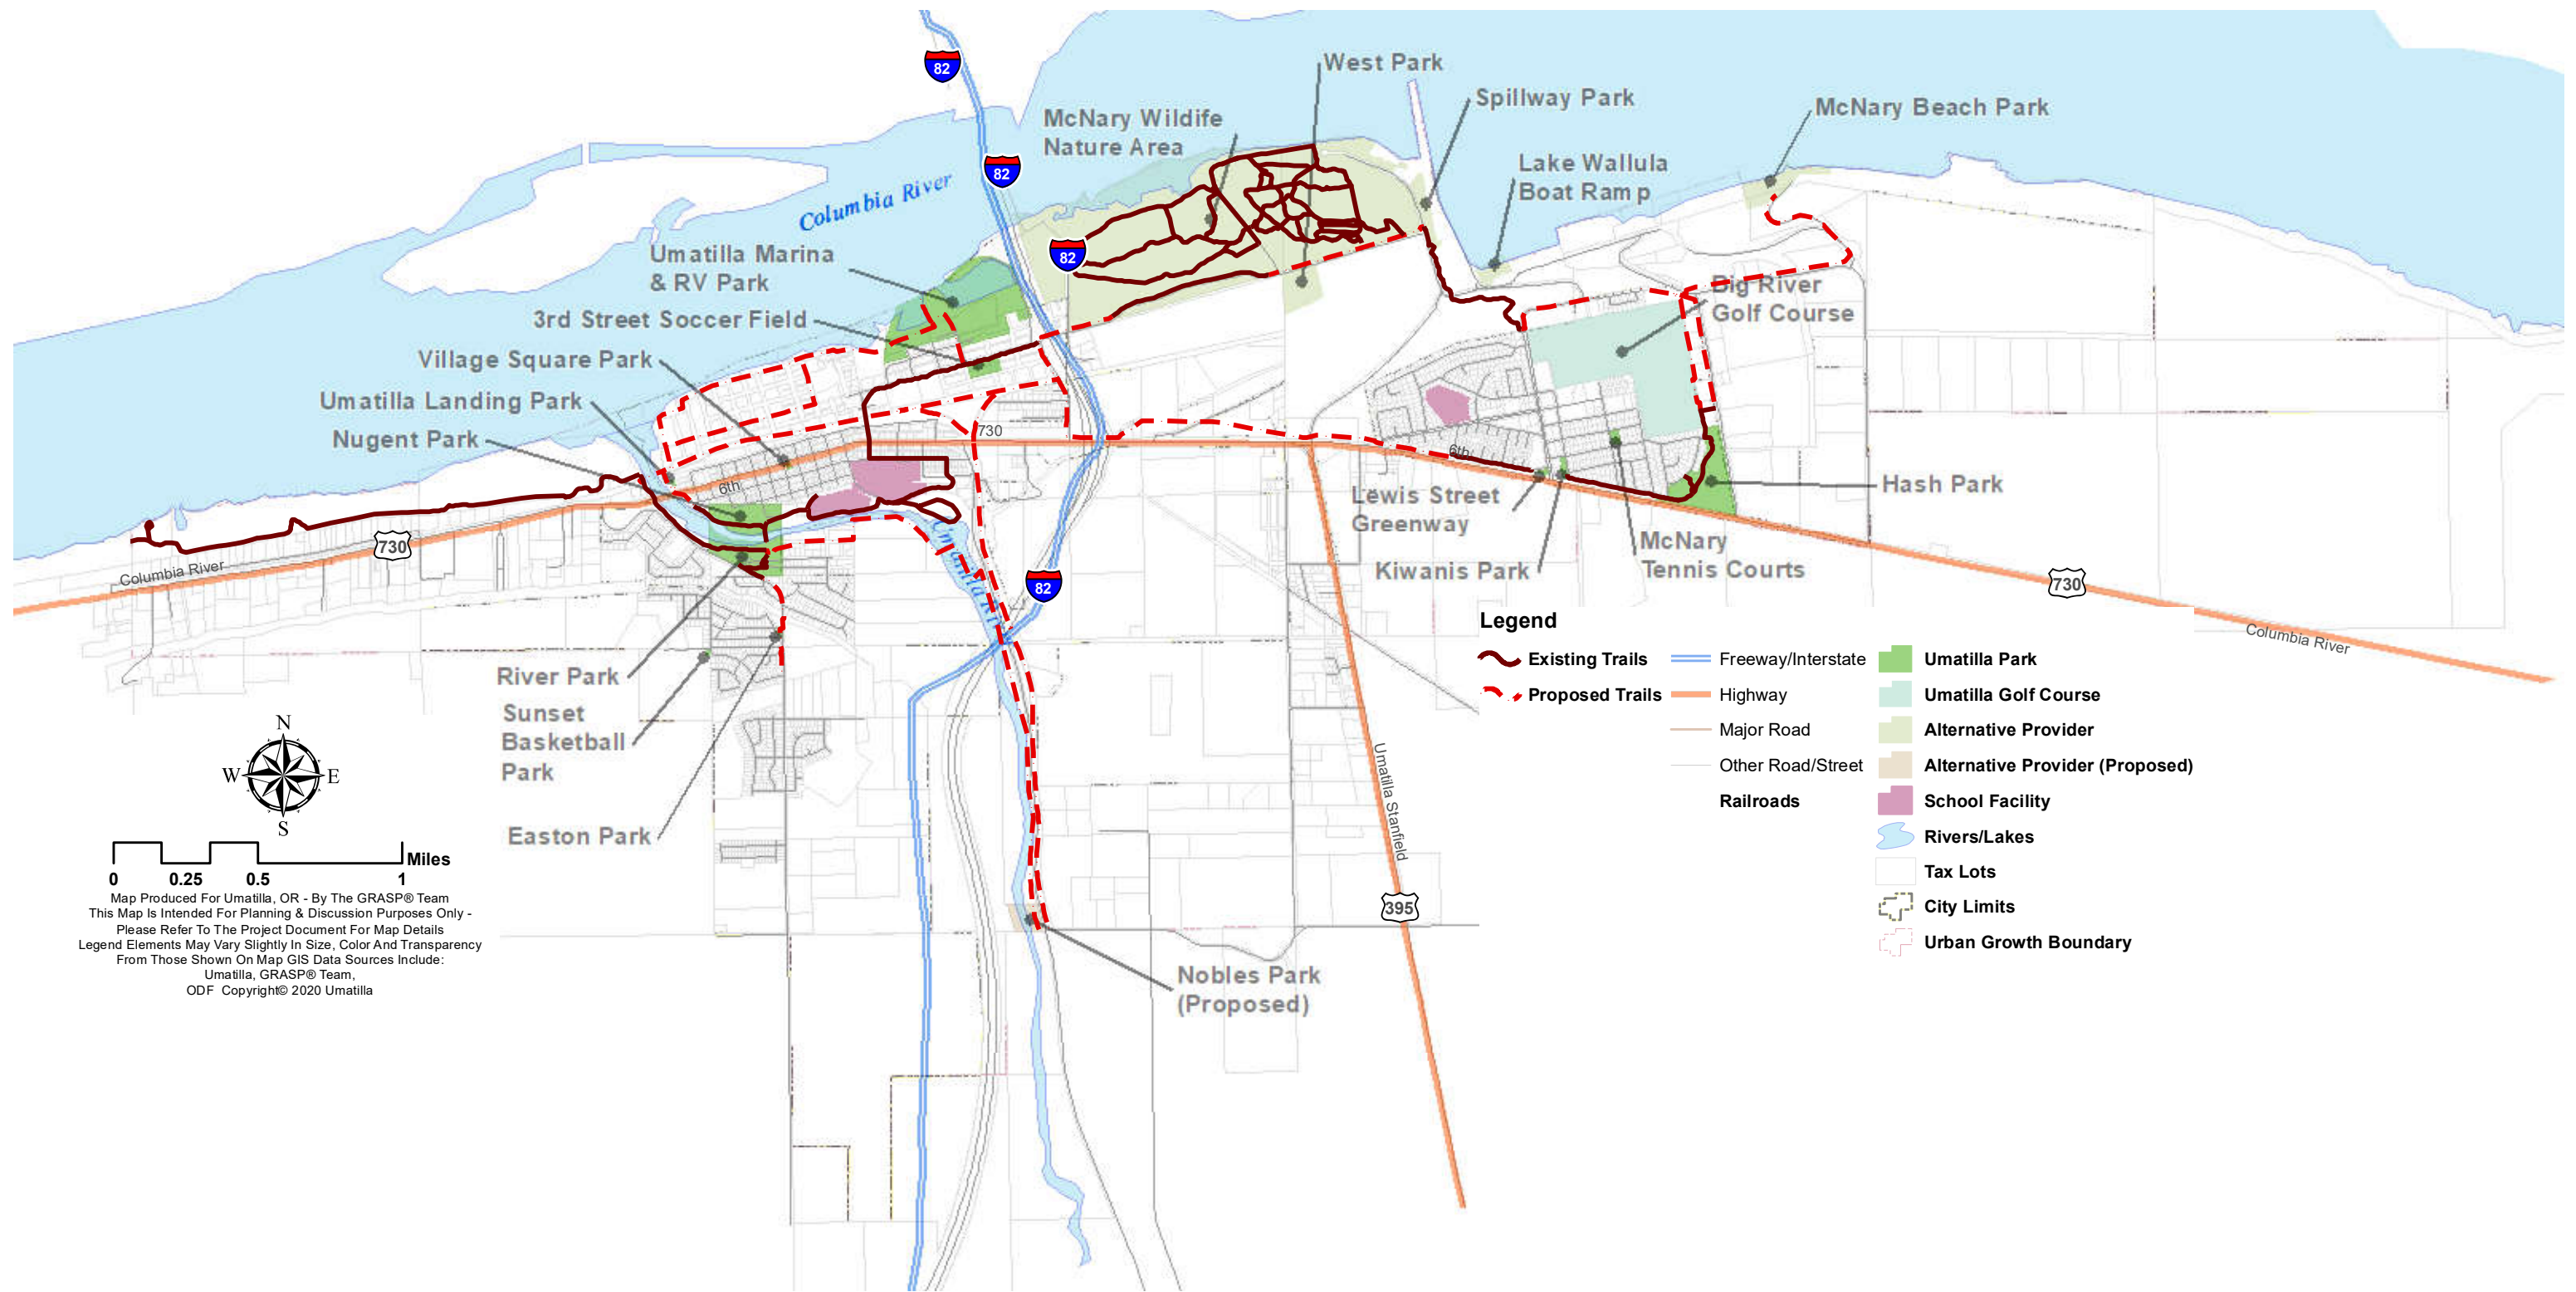 82
West Park
Spillway Park
McNary Beach Park
McNary Wildife
Nature Area
82
Lake Wallula
Boat Ramp
Columbia River
Umatilla Marina
& RV Park
82
Big River
Golf Course
3rd Street Soccer Field
Village Square Park
Umatilla Landing Park
Nugent Park
730
6th
6th
Lewis Street
Greenway
Hash Park
730
Columbia River
Umatilla Ri
McNary
Tennis Courts
Kiwanis Park
82
730
Columbia River
River Park
Sunset
Basketball
Park
Easton Park
Umatilla Stanfield
395
Nobles Park
(Proposed)
Legend
Existing Trails
Proposed Trails
Freeway/Interstate
Highway
Major Road
Other Road/Street
Railroads
Umatilla Park
Umatilla Golf Course
Alternative Provider
Alternative Provider (Proposed)
School Facility
Rivers/Lakes
Tax Lots
City Limits
Urban Growth Boundary
N
W E
S
Miles
0 0.25 0.5 1
Map Produced For Umatilla, OR - By The GRASP® Team
This Map Is Intended For Planning & Discussion Purposes Only -
Please Refer To The Project Document For Map Details
Legend Elements May Vary Slightly In Size, Color And Transparency
From Those Shown On Map GIS Data Sources Include:
Umatilla, GRASP® Team,
ODF Copyright© 2020 Umatilla